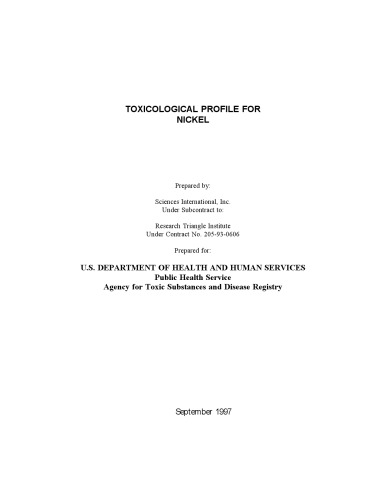 TOXICOLOGICAL PROFILE FOR
NICKEL
Prepared by:
Sciences International, Inc.
Under Subcontract to:
Research Triangle Institute
Under Contract No. 205-93-0606
Prepared for:
U.S. DEPARTMENT OF HEALTH AND HUMAN SERVICES
Public Health Service
Agency for Toxic Substances and Disease Registry
September 1997